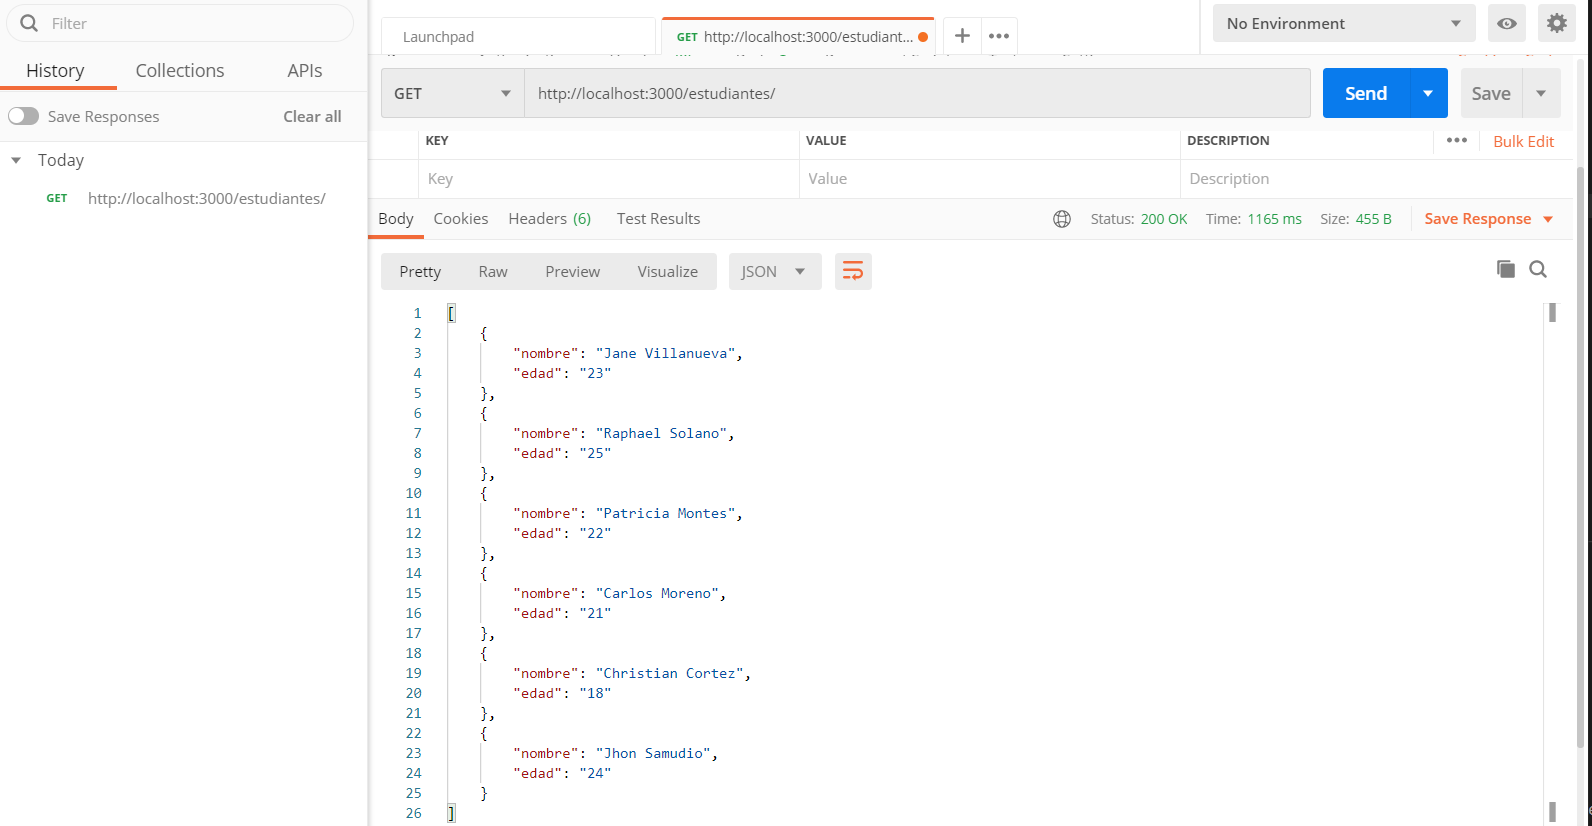 Filter
History Collections APIs
Save Responses Clear all
Today
GET http://localhost:3000/estudiantes/
Launchpad
GET http://localhost:3000/estudiant...
No Environment
GET http://localhost:3000/estudiantes/
Send
Save
KEY VALUE DESCRIPTION
Bulk Edit
Key Value Description
Body Cookies Headers (6) Test Results
Status: 200 OK Time: 1165 ms Size: 455 B
Save Response
Pretty Raw Preview Visualize JSON
1 [
2 {
3 "nombre": "Jane Villanueva",
4 "edad": "23"
5 },
6 {
7 "nombre": "Raphael Solano",
8 "edad": "25"
9 },
10 {
11 "nombre": "Patricia Montes",
12 "edad": "22"
13 },
14 {
15 "nombre": "Carlos Moreno",
16 "edad": "21"
17 },
18 {
19 "nombre": "Christian Cortez",
20 "edad": "18"
21 },
22 {
23 "nombre": "Jhon Samudio",
24 "edad": "24"
25 }
26 ]